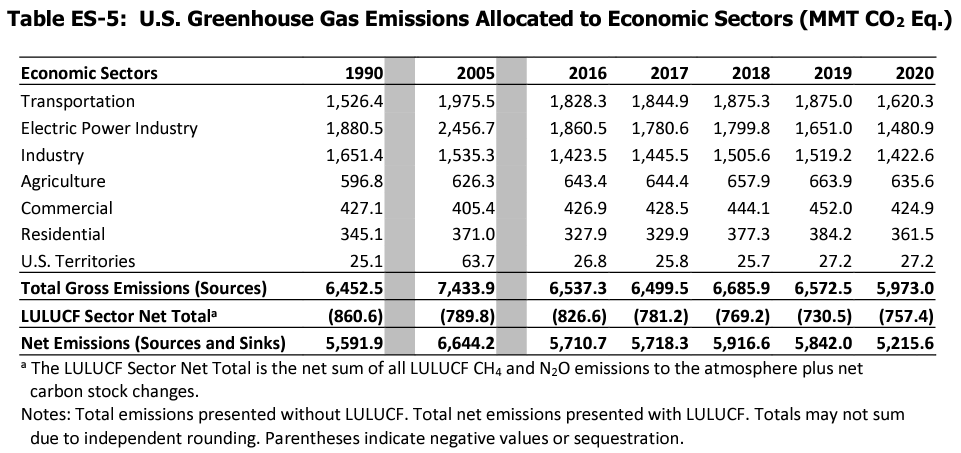 Table ES-5: U.S. Greenhouse Gas Emissions Allocated to Economic Sectors (MMT CO₂ Eq.)
Economic Sectors 1990 2005 2016 2017 2018 2019 2020
Transportation 1,526.4 1,975.5 1,828.3 1,844.9 1,875.3 1,875.0 1,620.3
Electric Power Industry 1,880.5 2,456.7 1,860.5 1,780.6 1,799.8 1,651.0 1,480.9
Industry 1,651.4 1,535.3 1,423.5 1,445.5 1,505.6 1,519.2 1,422.6
Agriculture 596.8 626.3 643.4 644.4 657.9 663.9 635.6
Commercial 427.1 405.4 426.9 428.5 444.1 452.0 424.9
Residential 345.1 371.0 327.9 329.9 377.3 384.2 361.5
U.S. Territories 25.1 63.7 26.8 25.8 25.7 27.2 27.2
Total Gross Emissions (Sources) 6,452.5 7,433.9 6,537.3 6,499.5 6,685.9 6,572.5 5,973.0
LULUCF Sector Net Totalᵃ (860.6) (789.8) (826.6) (781.2) (769.2) (730.5) (757.4)
Net Emissions (Sources and Sinks) 5,591.9 6,644.2 5,710.7 5,718.3 5,916.6 5,842.0 5,215.6
ᵃ The LULUCF Sector Net Total is the net sum of all LULUCF CH₄ and N₂O emissions to the atmosphere plus net
carbon stock changes.
Notes: Total emissions presented without LULUCF. Total net emissions presented with LULUCF. Totals may not sum
due to independent rounding. Parentheses indicate negative values or sequestration.